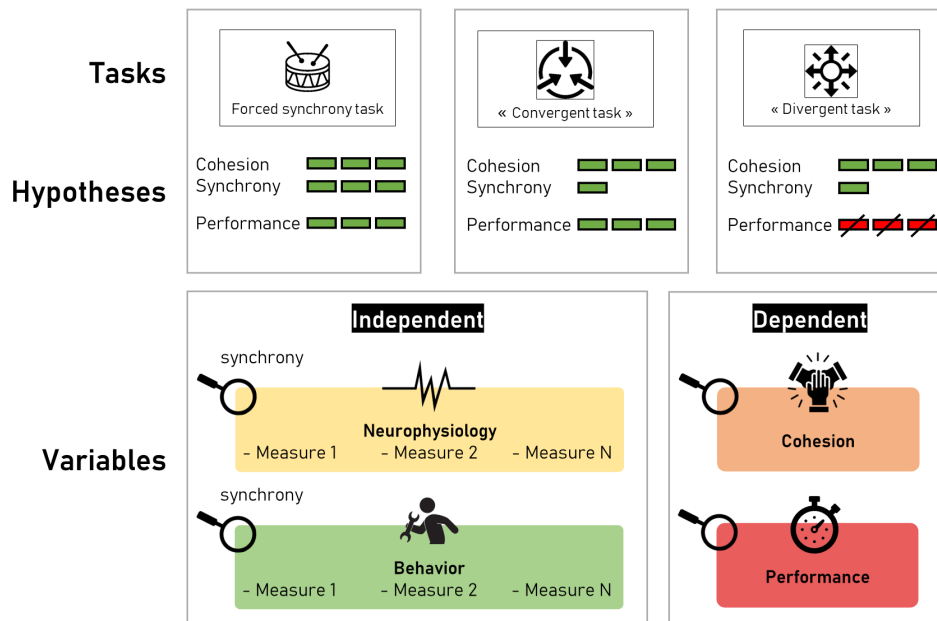 Tasks
Forced synchrony task
« Convergent task »
« Divergent task »
Hypotheses
Cohesion
Synchrony
Performance
Cohesion
Synchrony
Performance
Cohesion
Synchrony
Performance
Variables
Independent
synchrony
Neurophysiology
- Measure 1 - Measure 2 - Measure N
synchrony
Behavior
- Measure 1 - Measure 2 - Measure N
Dependent
Cohesion
Performance